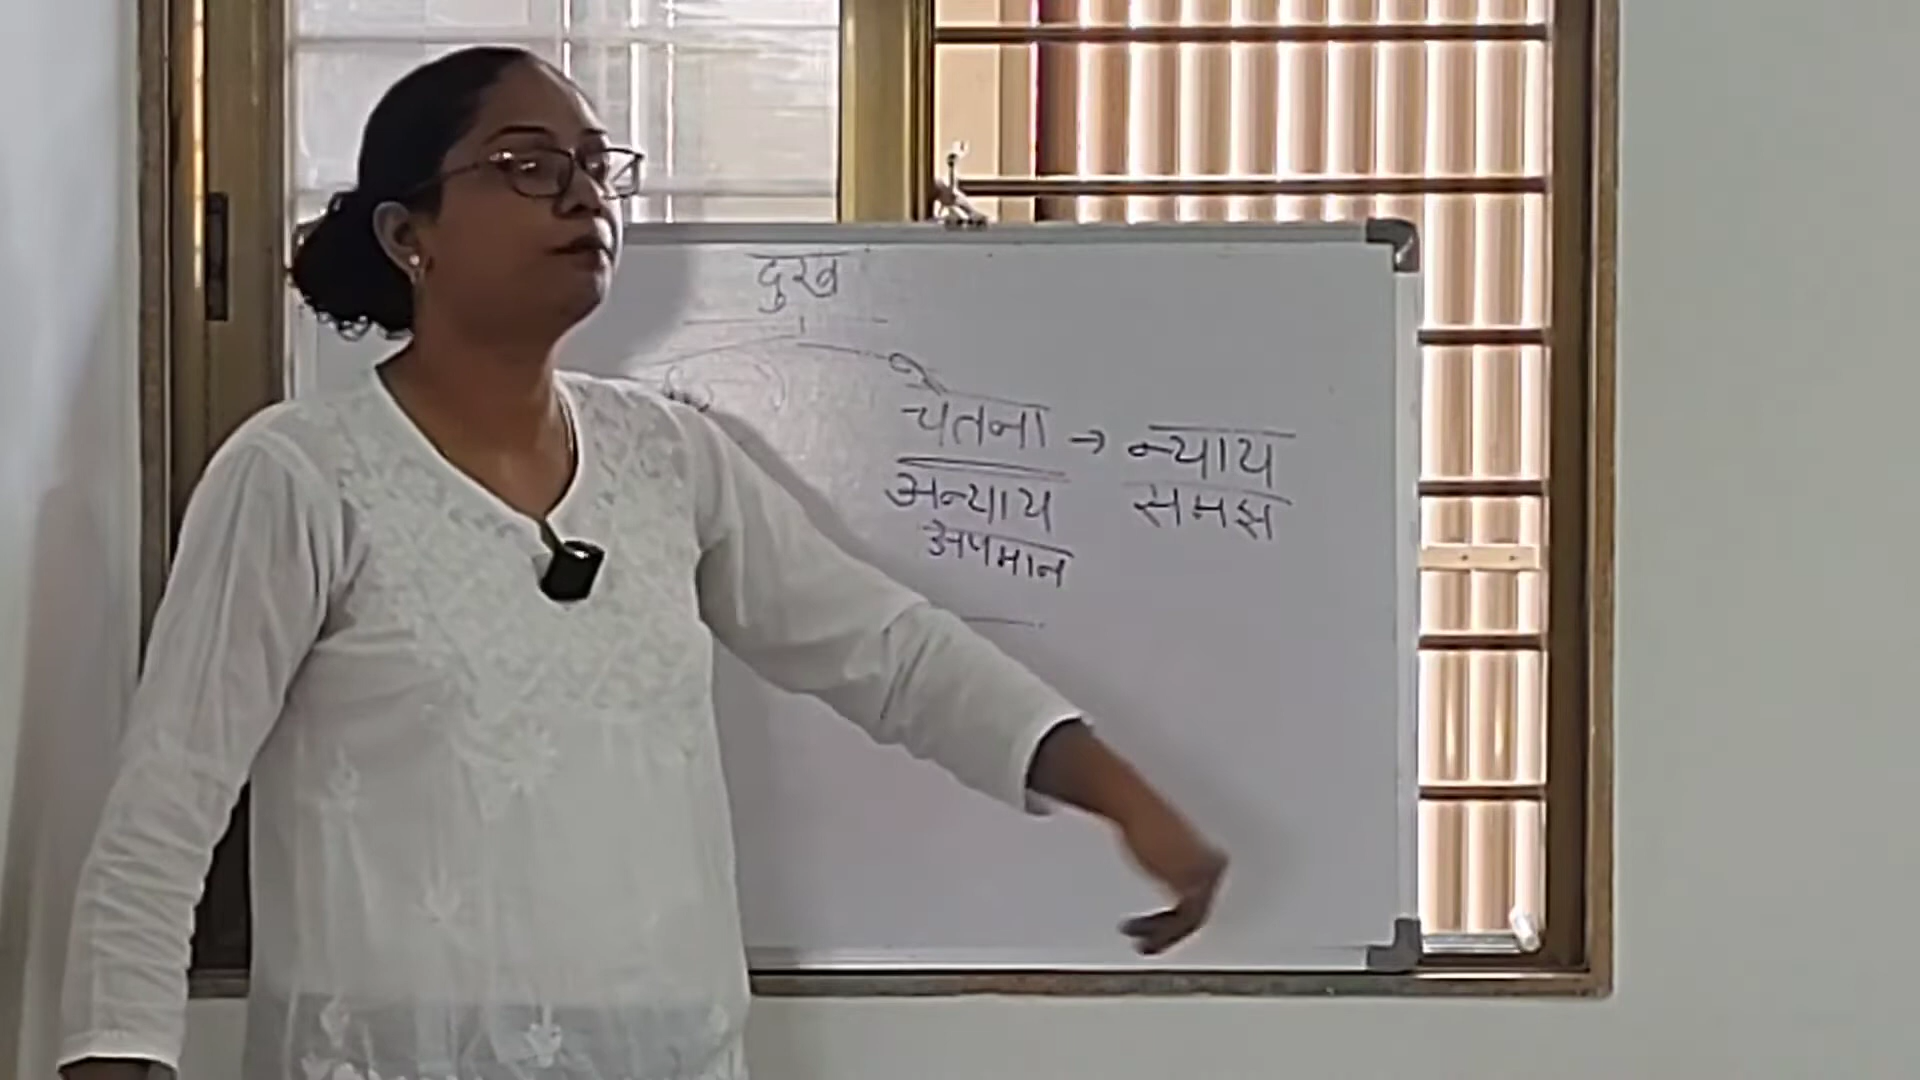 दुख
चेतना → न्याय
अन्याय समझ
अपमान